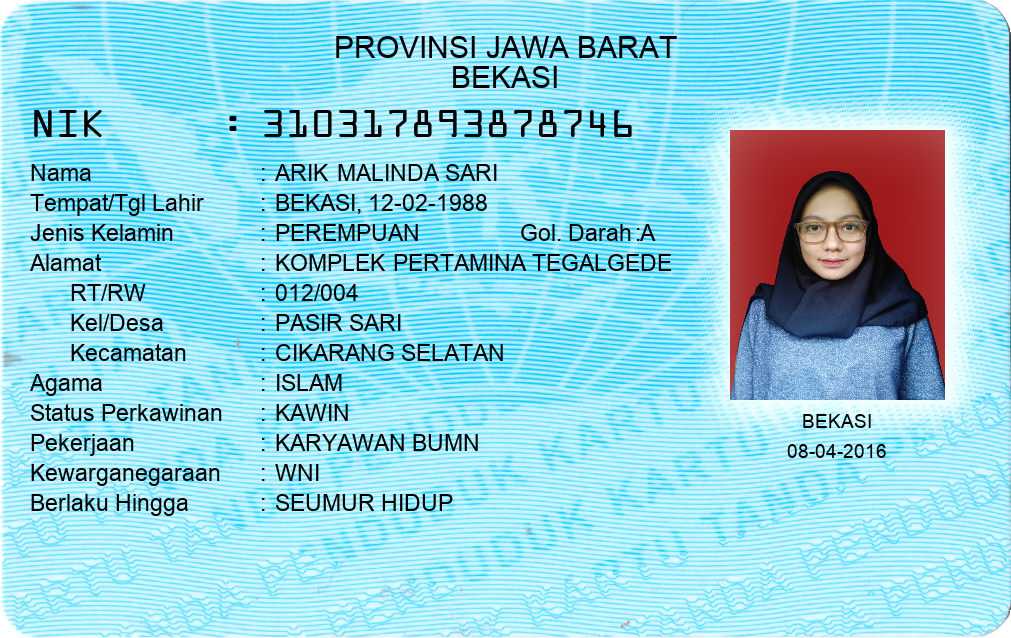 PROVINSI JAWA BARAT
BEKASI
NIK : 310317893878746
Nama : ARIK MALINDA SARI
Tempat/Tgl Lahir : BEKASI, 12-02-1988
Jenis Kelamin : PEREMPUAN Gol. Darah :A
Alamat : KOMPLEK PERTAMINA TEGALGEDE
RT/RW : 012/004
Kel/Desa : PASIR SARI
Kecamatan : CIKARANG SELATAN
Agama : ISLAM
Status Perkawinan : KAWIN
Pekerjaan : KARYAWAN BUMN
Kewarganegaraan : WNI
Berlaku Hingga : SEUMUR HIDUP
BEKASI
08-04-2016